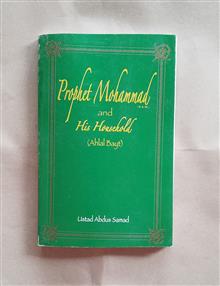 Prophet Mohammad
and
His Household
(Ahlal Bayt)
Ustad Abdus Samad